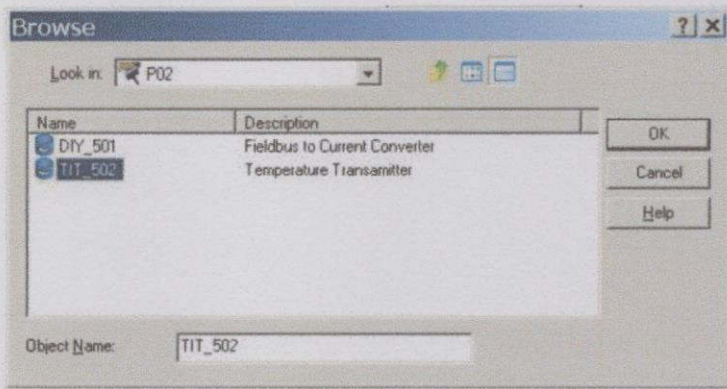 Browse
Look in: P02
Name Description
DIY_501 Fieldbus to Current Converter
TIT_502 Temperature Transamitter
OK
Cancel
Help
Object Name: TIT_502